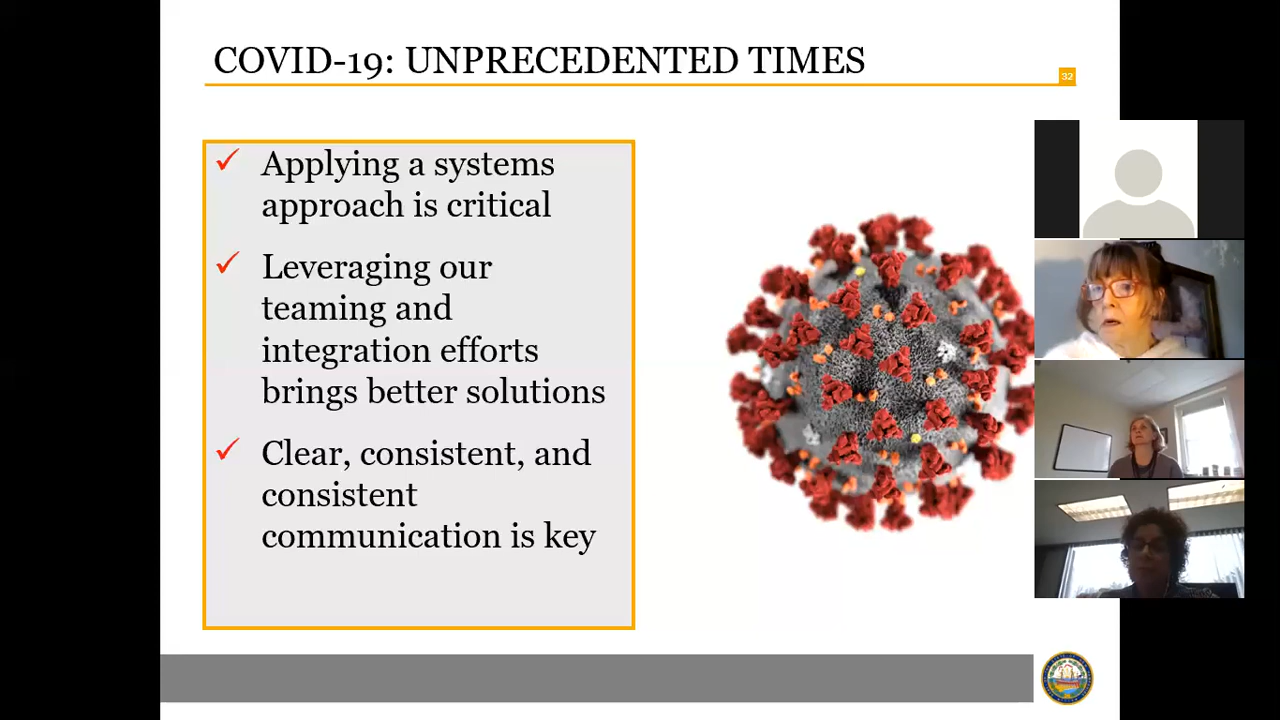 COVID-19: UNPRECEDENTED TIMES
32
✓ Applying a systems
approach is critical
✓ Leveraging our
teaming and
integration efforts
brings better solutions
✓ Clear, consistent, and
consistent
communication is key